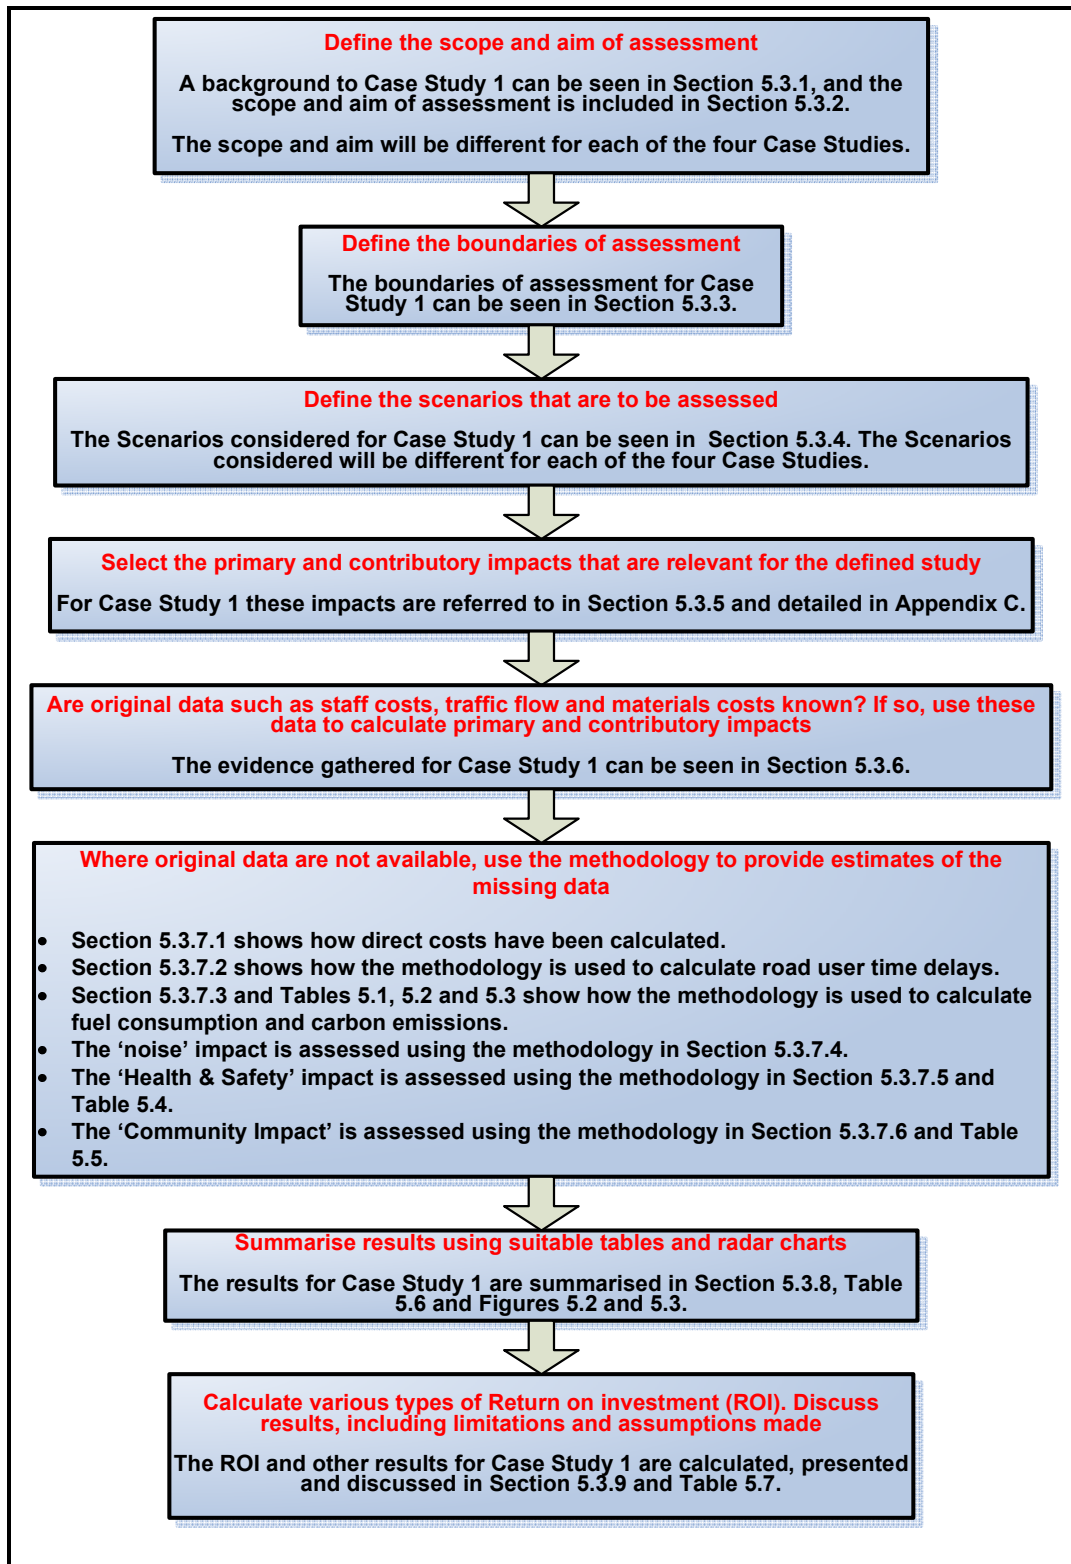 Define the scope and aim of assessment
A background to Case Study 1 can be seen in Section 5.3.1, and the
scope and aim of assessment is included in Section 5.3.2.
The scope and aim will be different for each of the four Case Studies.
Define the boundaries of assessment
The boundaries of assessment for Case
Study 1 can be seen in Section 5.3.3.
Define the scenarios that are to be assessed
The Scenarios considered for Case Study 1 can be seen in Section 5.3.4. The Scenarios
considered will be different for each of the four Case Studies.
Select the primary and contributory impacts that are relevant for the defined study
For Case Study 1 these impacts are referred to in Section 5.3.5 and detailed in Appendix C.
Are original data such as staff costs, traffic flow and materials costs known? If so, use these
data to calculate primary and contributory impacts
The evidence gathered for Case Study 1 can be seen in Section 5.3.6.
Where original data are not available, use the methodology to provide estimates of the
missing data
• Section 5.3.7.1 shows how direct costs have been calculated.
• Section 5.3.7.2 shows how the methodology is used to calculate road user time delays.
• Section 5.3.7.3 and Tables 5.1, 5.2 and 5.3 show how the methodology is used to calculate
fuel consumption and carbon emissions.
• The ‘noise’ impact is assessed using the methodology in Section 5.3.7.4.
• The ‘Health & Safety’ impact is assessed using the methodology in Section 5.3.7.5 and
Table 5.4.
• The ‘Community Impact’ is assessed using the methodology in Section 5.3.7.6 and Table
5.5.
Summarise results using suitable tables and radar charts
The results for Case Study 1 are summarised in Section 5.3.8, Table
5.6 and Figures 5.2 and 5.3.
Calculate various types of Return on investment (ROI). Discuss
results, including limitations and assumptions made
The ROI and other results for Case Study 1 are calculated, presented
and discussed in Section 5.3.9 and Table 5.7.